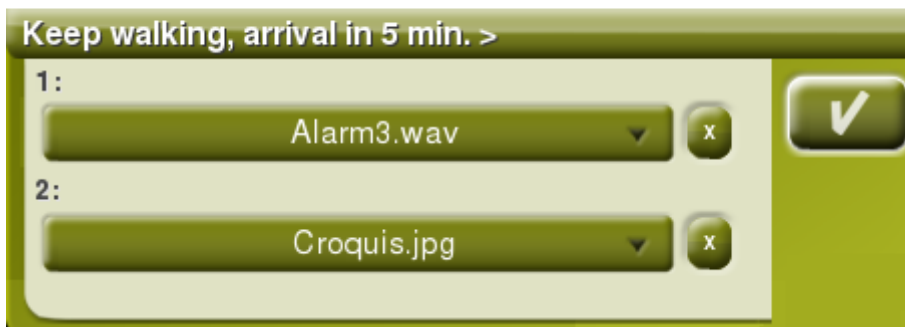 Keep walking, arrival in 5 min. >
1:
Alarm3.wav
x
2:
Croquis.jpg
x